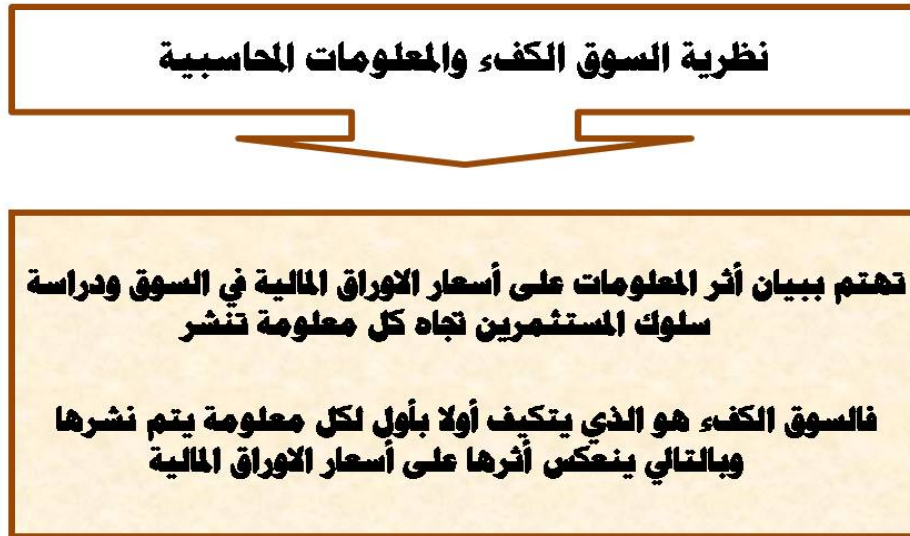 نظرية السوق الكفء والمعلومات المحاسبية
تهتم ببيان أثر المعلومات على أسعار الاوراق المالية في السوق ودراسة
سلوك المستثمرين تجاه كل معلومة تنشر
فالسوق الكفء هو الذي يتكيف أولا بأول لكل معلومة يتم نشرها
وبالتالي ينعكس أثرها على أسعار الاوراق المالية